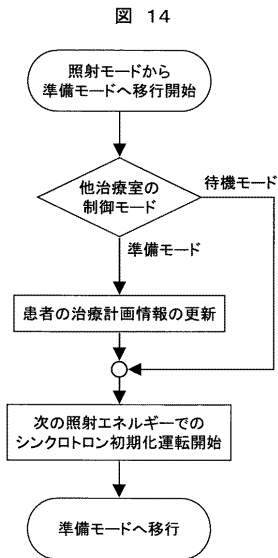 図 14
照射モードから
準備モードへ移行開始
他治療室の
制御モード
待機モード
準備モード
患者の治療計画情報の更新
次の照射エネルギーでの
シンクロトロン初期化運転開始
準備モードへ移行